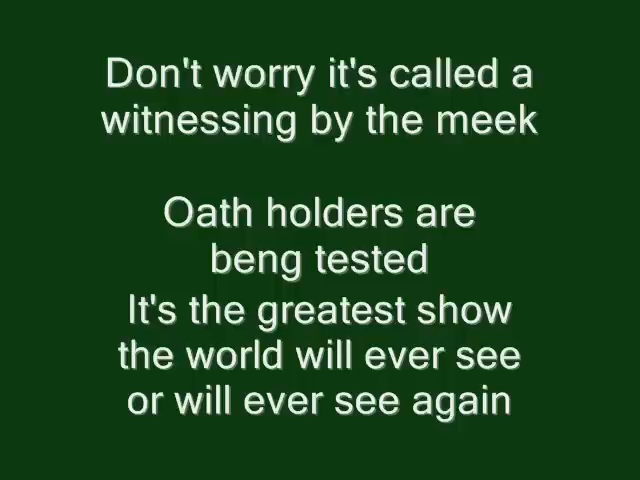 Don't worry it's called a
witnessing by the meek
Oath holders are
beng tested
It's the greatest show
the world will ever see
or will ever see again